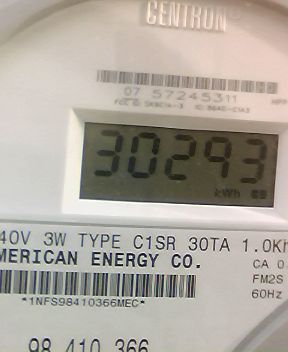 CENTRON®
07 57245311
30293
kWh
40V 3W TYPE C1SR 30TA 1.0Kh
MERICAN ENERGY CO.
CA 0
FM2S
60Hz
*1NFS98410366MEC*
98 410 366